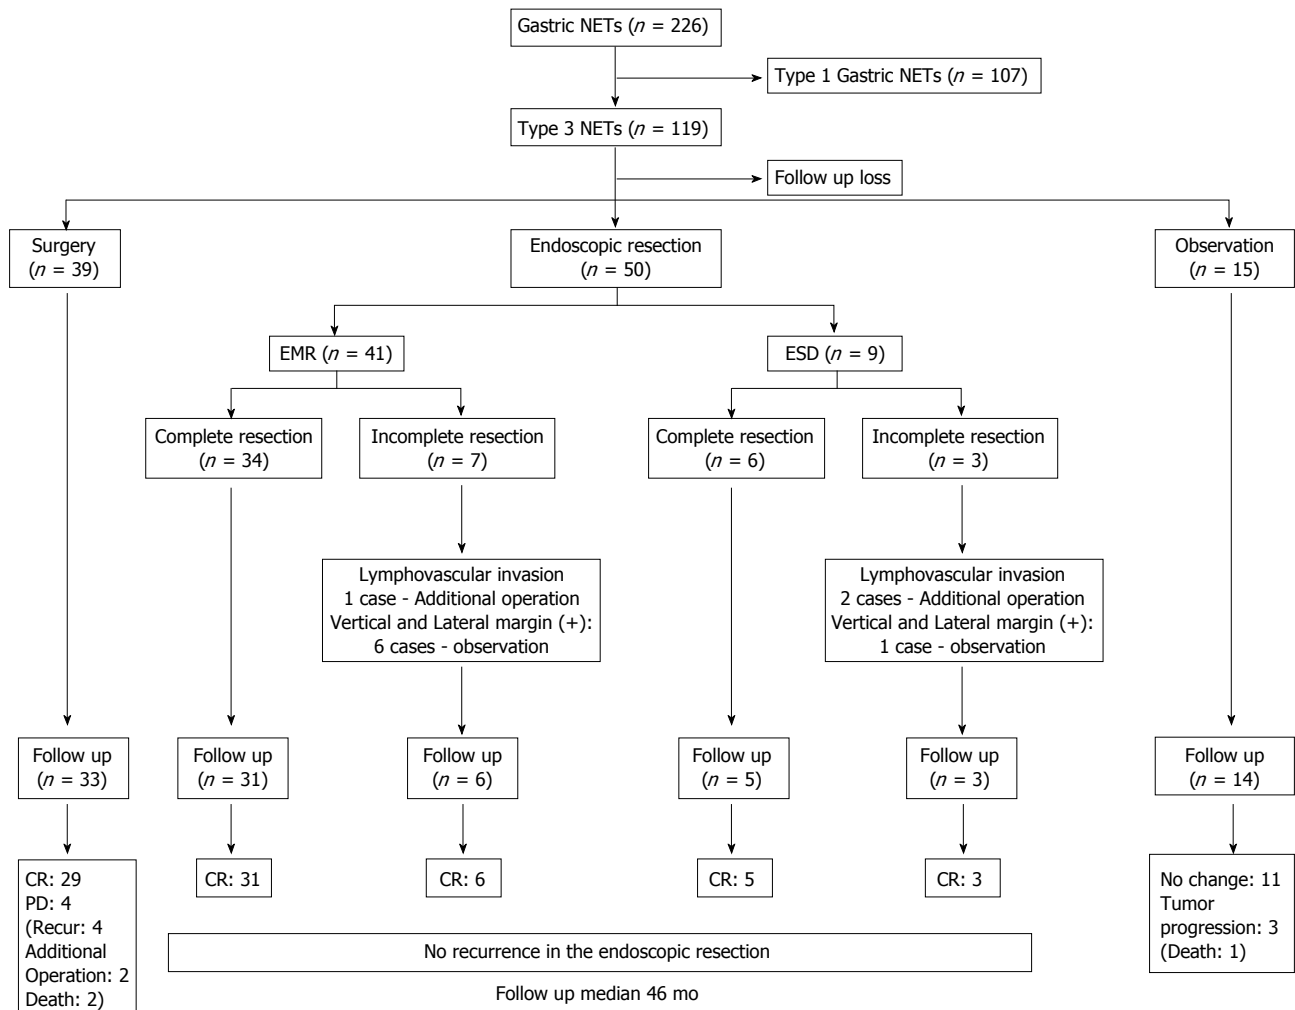 Gastric NETs (n = 226)
Type 1 Gastric NETs (n = 107)
Type 3 NETs (n = 119)
Follow up loss
Surgery
(n = 39)
Endoscopic resection
(n = 50)
Observation
(n = 15)
EMR (n = 41)
ESD (n = 9)
Complete resection
(n = 34)
Incomplete resection
(n = 7)
Complete resection
(n = 6)
Incomplete resection
(n = 3)
Lymphovascular invasion
1 case - Additional operation
Vertical and Lateral margin (+):
6 cases - observation
Lymphovascular invasion
2 cases - Additional operation
Vertical and Lateral margin (+):
1 case - observation
Follow up
(n = 33)
Follow up
(n = 31)
Follow up
(n = 6)
Follow up
(n = 5)
Follow up
(n = 3)
Follow up
(n = 14)
CR: 29
PD: 4
(Recur: 4
Additional
Operation: 2
Death: 2)
CR: 31
CR: 6
CR: 5
CR: 3
No change: 11
Tumor
progression: 3
(Death: 1)
No recurrence in the endoscopic resection
Follow up median 46 mo